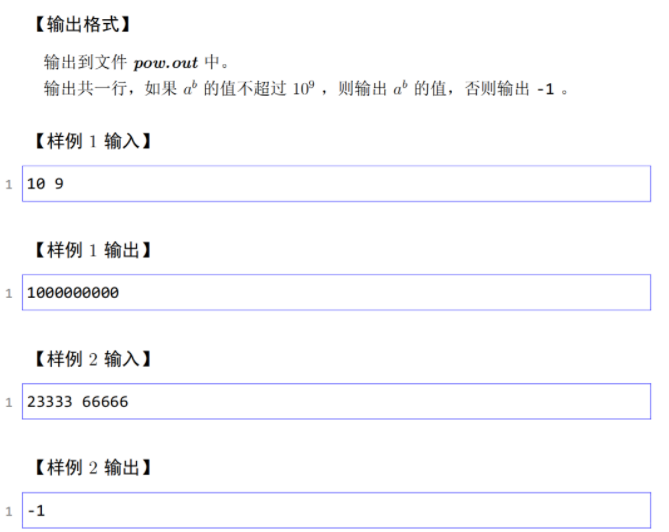 【输出格式】
输出到文件 pow.out 中。
输出共一行，如果 a^b 的值不超过 10^9 ，则输出 a^b 的值，否则输出 -1 。
【样例 1 输入】
1 10 9
【样例 1 输出】
1 1000000000
【样例 2 输入】
1 23333 66666
【样例 2 输出】
1 -1